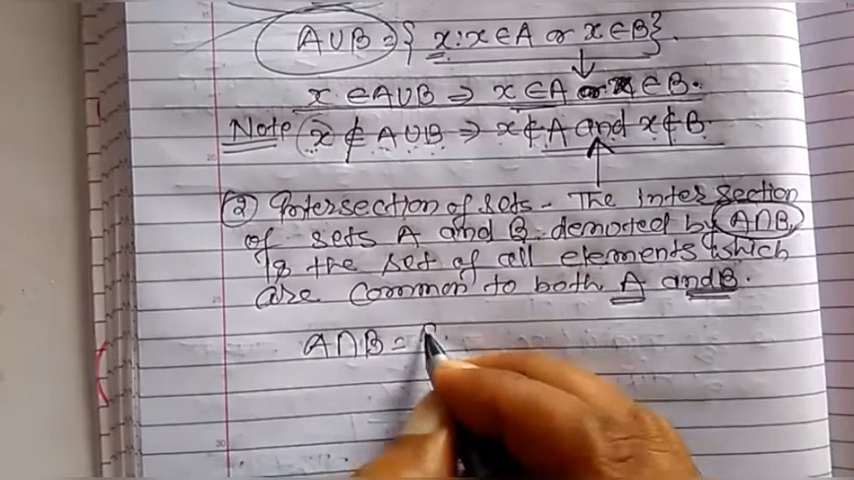 A∪B = { x : x ∈ A or x ∈ B }.
x ∈ A∪B ⇒ x ∈ A or x ∈ B.
Note x ∉ A∪B ⇒ x ∉ A and x ∉ B.
(2) Intersection of sets - The intersection
of sets A and B. denoted by A∩B,
is the set of all elements which
are common to both A and B.
A∩B = {